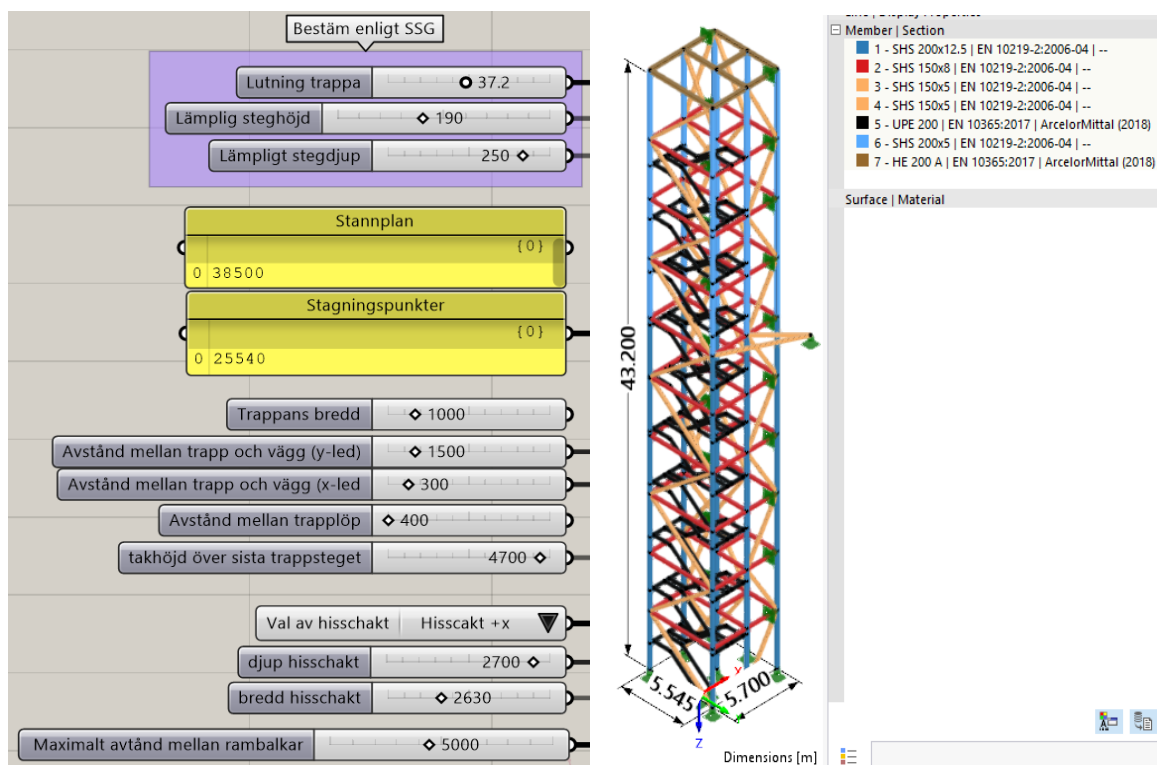 Bestäm enligt SSG
Lutning trappa 37.2
Lämplig steghöjd 190
Lämpligt stegdjup 250
Stannplan
{0}
0 38500
Stagningspunkter
{0}
0 25540
Trappans bredd 1000
Avstånd mellan trapp och vägg (y-led) 1500
Avstånd mellan trapp och vägg (x-led 300
Avstånd mellan trapplöp 400
takhöjd över sista trappsteget 4700
Val av hisschakt Hisscakt +x
djup hisschakt 2700
bredd hisschakt 2630
Maximalt avtånd mellan rambalkar 5000
43.200
5.545
5.700
X
Z
Dimensions [m]
Member | Section
1 - SHS 200x12.5 | EN 10219-2:2006-04 | --
2 - SHS 150x8 | EN 10219-2:2006-04 | --
3 - SHS 150x5 | EN 10219-2:2006-04 | --
4 - SHS 150x5 | EN 10219-2:2006-04 | --
5 - UPE 200 | EN 10365:2017 | ArcelorMittal (2018)
6 - SHS 200x5 | EN 10219-2:2006-04 | --
7 - HE 200 A | EN 10365:2017 | ArcelorMittal (2018)
Surface | Material